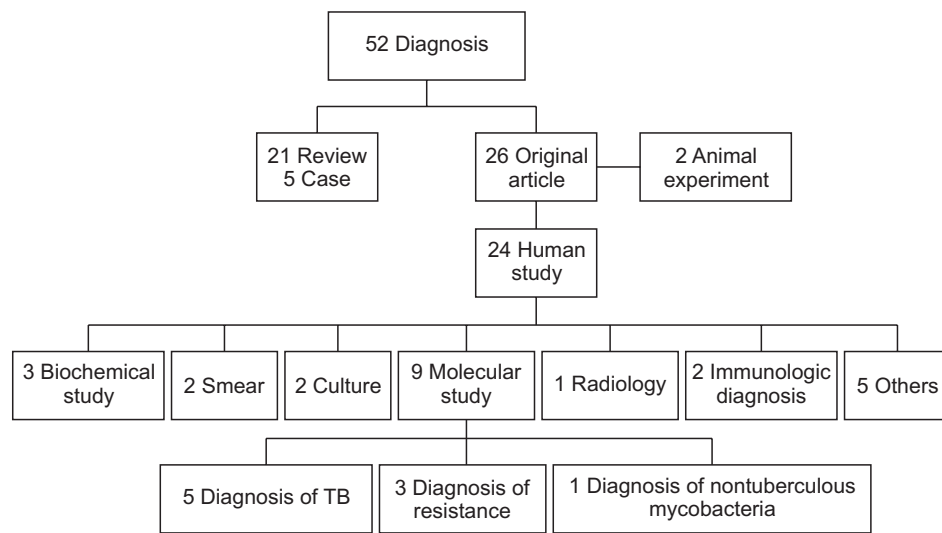 52 Diagnosis
21 Review
5 Case
26 Original
article
2 Animal
experiment
24 Human
study
3 Biochemical
study
2 Smear
2 Culture
9 Molecular
study
1 Radiology
2 Immunologic
diagnosis
5 Others
5 Diagnosis of TB
3 Diagnosis of
resistance
1 Diagnosis of nontuberculous
mycobacteria